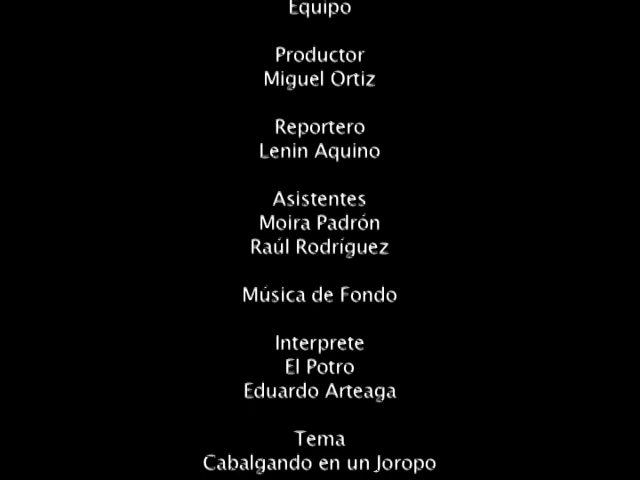 Equipo
Productor
Miguel Ortiz
Reportero
Lenin Aquino
Asistentes
Moira Padrón
Raúl Rodríguez
Música de Fondo
Interprete
El Potro
Eduardo Arteaga
Tema
Cabalgando en un Joropo